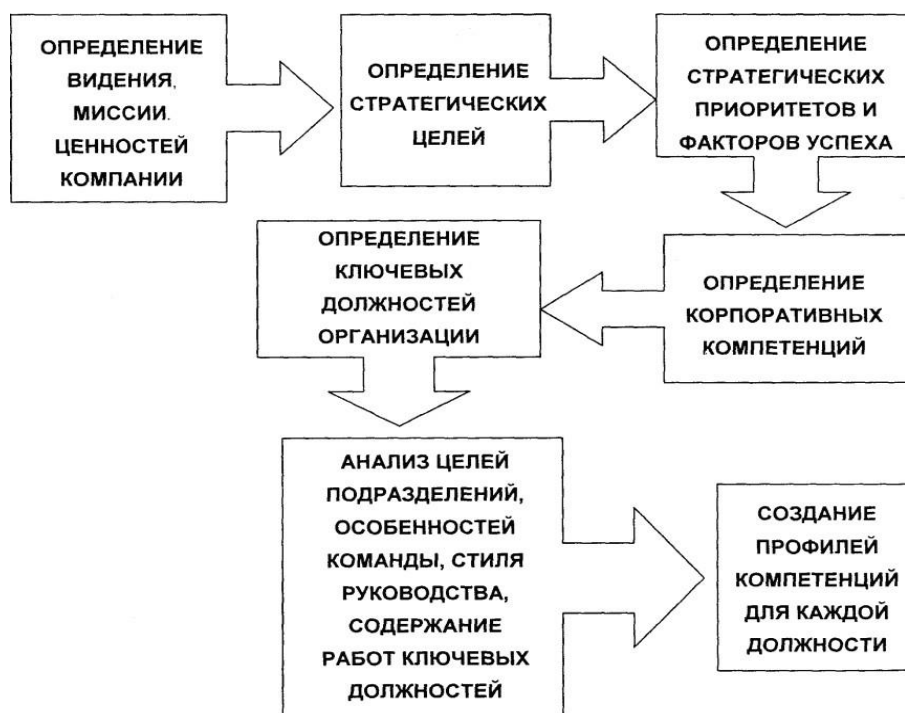 ОПРЕДЕЛЕНИЕ
ВИДЕНИЯ,
МИССИИ.
ЦЕННОСТЕЙ
КОМПАНИИ
ОПРЕДЕЛЕНИЕ
СТРАТЕГИЧЕСКИХ
ЦЕЛЕЙ
ОПРЕДЕЛЕНИЕ
СТРАТЕГИЧЕСКИХ
ПРИОРИТЕТОВ И
ФАКТОРОВ УСПЕХА
ОПРЕДЕЛЕНИЕ
КОРПОРАТИВНЫХ
КОМПЕТЕНЦИЙ
ОПРЕДЕЛЕНИЕ
КЛЮЧЕВЫХ
ДОЛЖНОСТЕЙ
ОРГАНИЗАЦИИ
АНАЛИЗ ЦЕЛЕЙ
ПОДРАЗДЕЛЕНИЙ,
ОСОБЕННОСТЕЙ
КОМАНДЫ, СТИЛЯ
РУКОВОДСТВА,
СОДЕРЖАНИЕ
РАБОТ КЛЮЧЕВЫХ
ДОЛЖНОСТЕЙ
СОЗДАНИЕ
ПРОФИЛЕЙ
КОМПЕТЕНЦИЙ
ДЛЯ КАЖДОЙ
ДОЛЖНОСТИ